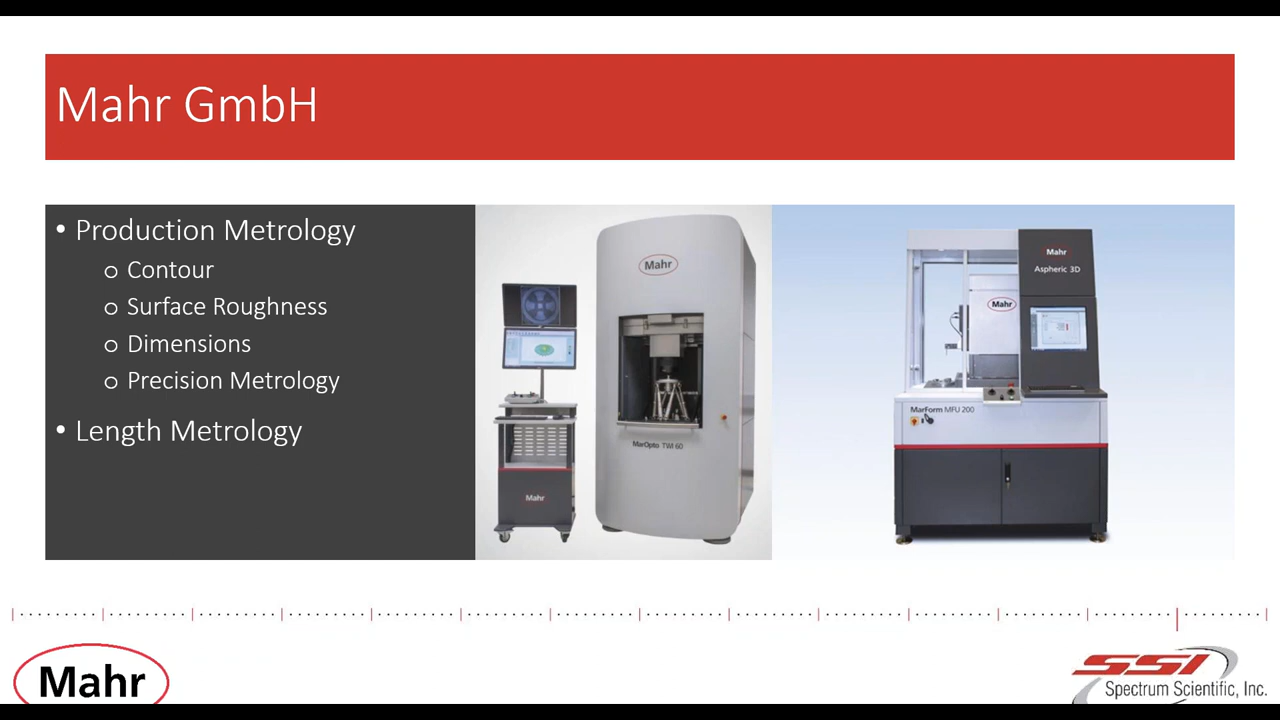 Mahr GmbH
• Production Metrology
o Contour
o Surface Roughness
o Dimensions
o Precision Metrology
• Length Metrology
Mahr
MarOpto TWI 60
Mahr
Mahr
Aspheric 3D
Mahr
MarForm MFU 200
Mahr
SSI
Spectrum Scientific, Inc.